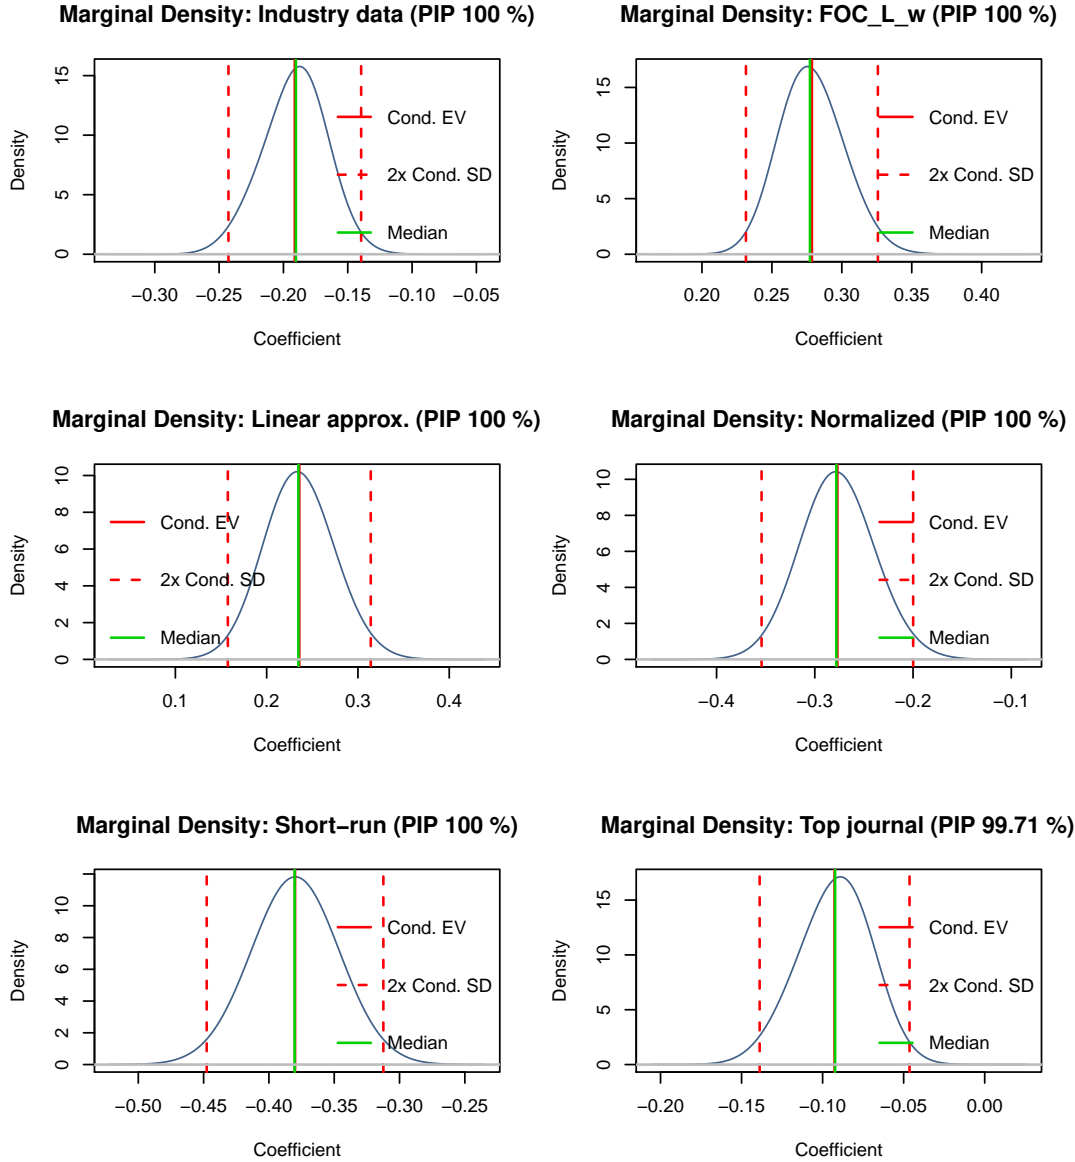 Marginal Density: Industry data (PIP 100 %)
Density
0
5
10
15
Cond. EV
2x Cond. SD
Median
−0.30 −0.25 −0.20 −0.15 −0.10 −0.05
Coefficient
Marginal Density: FOC_L_w (PIP 100 %)
Density
0
5
10
15
Cond. EV
2x Cond. SD
Median
0.20 0.25 0.30 0.35 0.40
Coefficient
Marginal Density: Linear approx. (PIP 100 %)
Density
0
2
4
6
8
10
Cond. EV
2x Cond. SD
Median
0.1 0.2 0.3 0.4
Coefficient
Marginal Density: Normalized (PIP 100 %)
Density
0
2
4
6
8
10
Cond. EV
2x Cond. SD
Median
−0.4 −0.3 −0.2 −0.1
Coefficient
Marginal Density: Short−run (PIP 100 %)
Density
0
2
4
6
8
10
Cond. EV
2x Cond. SD
Median
−0.50 −0.45 −0.40 −0.35 −0.30 −0.25
Coefficient
Marginal Density: Top journal (PIP 99.71 %)
Density
0
5
10
15
Cond. EV
2x Cond. SD
Median
−0.20 −0.15 −0.10 −0.05 0.00
Coefficient